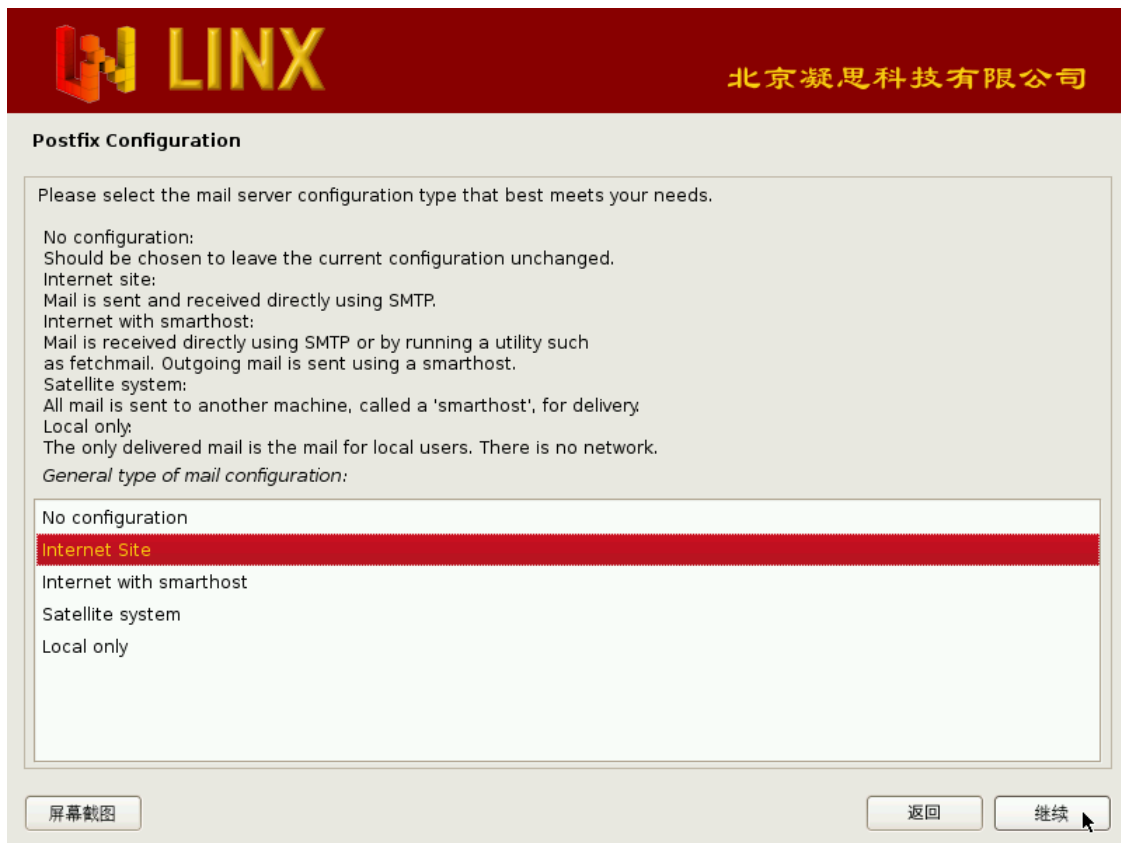 LINX
北京凝思科技有限公司
Postfix Configuration
Please select the mail server configuration type that best meets your needs.
No configuration:
Should be chosen to leave the current configuration unchanged.
Internet site:
Mail is sent and received directly using SMTP.
Internet with smarthost:
Mail is received directly using SMTP or by running a utility such
as fetchmail. Outgoing mail is sent using a smarthost.
Satellite system:
All mail is sent to another machine, called a 'smarthost', for delivery.
Local only:
The only delivered mail is the mail for local users. There is no network.
General type of mail configuration:
No configuration
Internet Site
Internet with smarthost
Satellite system
Local only
屏幕截图
返回
继续